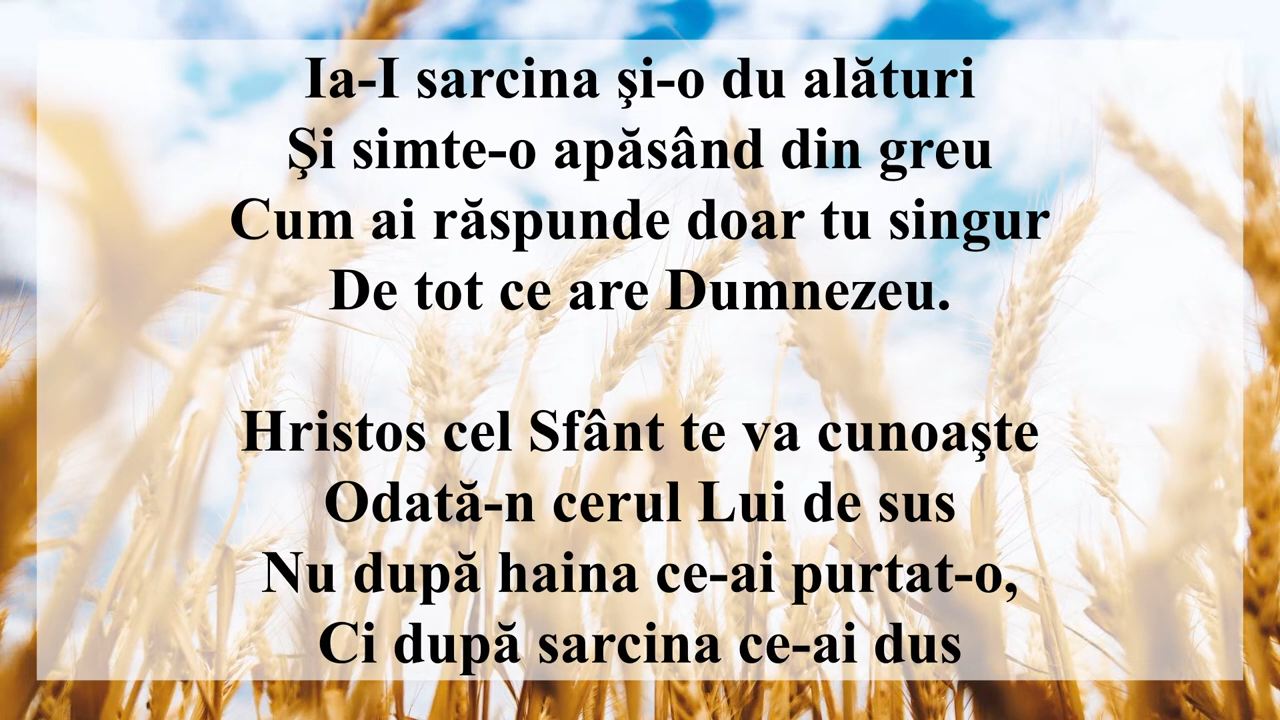 Ia-I sarcina şi-o du alături
Şi simte-o apăsând din greu
Cum ai răspunde doar tu singur
De tot ce are Dumnezeu.
Hristos cel Sfânt te va cunoaşte
Odată-n cerul Lui de sus
Nu după haina ce-ai purtat-o,
Ci după sarcina ce-ai dus